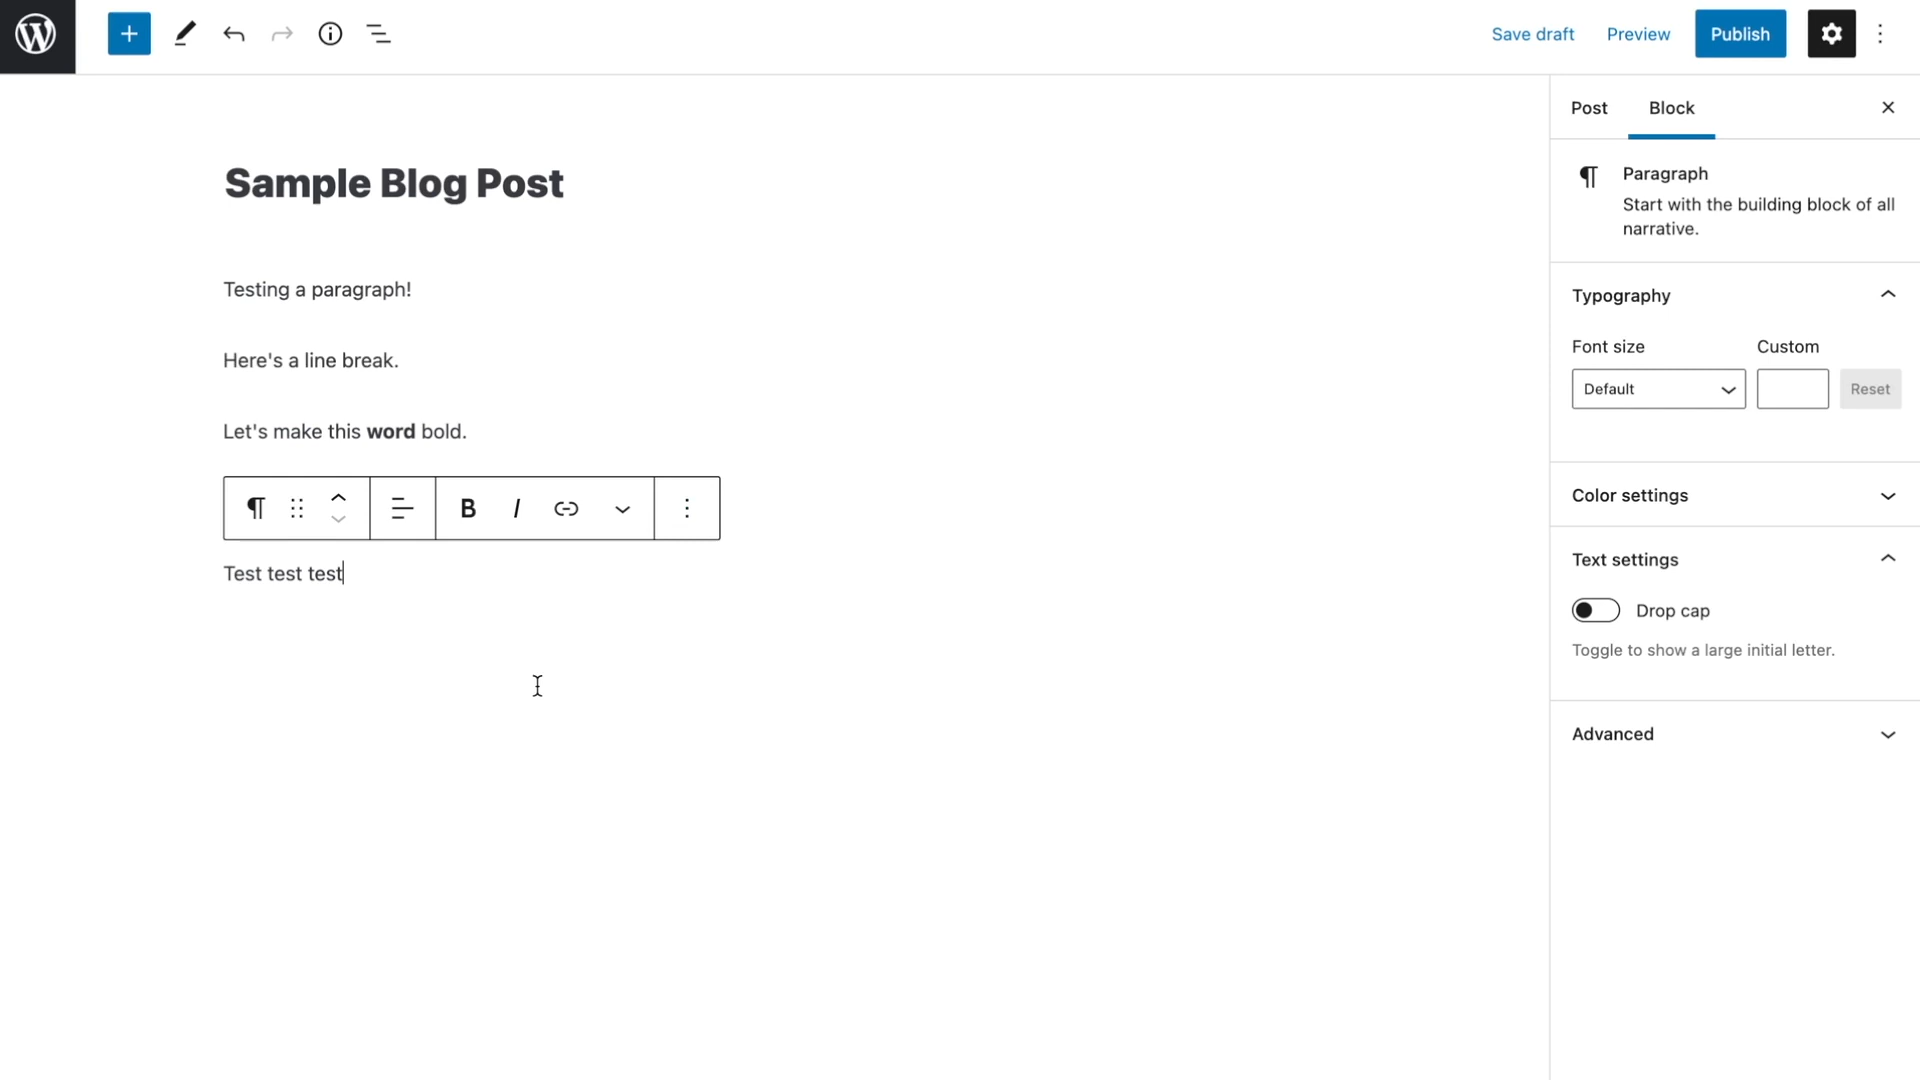 Save draft
Preview
Publish
Post
Block
Sample Blog Post
Testing a paragraph!
Here's a line break.
Let's make this word bold.
B
I
Test test test
Paragraph
Start with the building block of all
narrative.
Typography
Font size
Custom
Default
Reset
Color settings
Text settings
Drop cap
Toggle to show a large initial letter.
Advanced